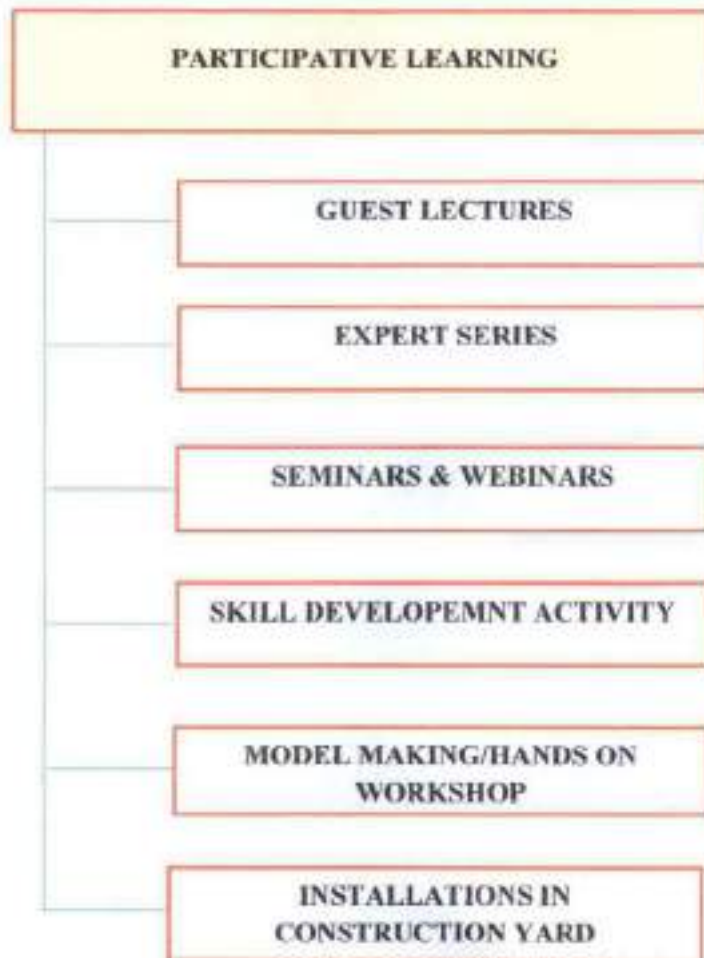 PARTICIPATIVE LEARNING
GUEST LECTURES
EXPERT SERIES
SEMINARS & WEBINARS
SKILL DEVELOPEMNT ACTIVITY
MODEL MAKING/HANDS ON
WORKSHOP
INSTALLATIONS IN
CONSTRUCTION YARD